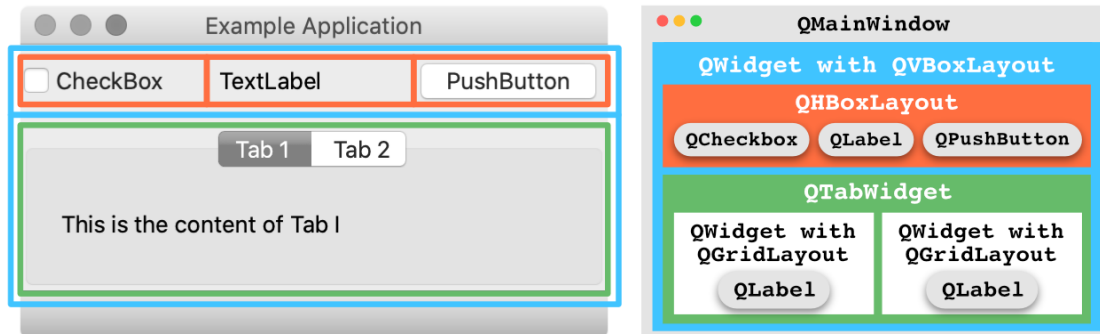 Example Application
CheckBox
TextLabel
PushButton
Tab 1
Tab 2
This is the content of Tab I
QMainWindow
QWidget with QVBoxLayout
QHBoxLayout
QCheckbox
QLabel
QPushButton
QTabWidget
QWidget with
QGridLayout
QLabel
QWidget with
QGridLayout
QLabel